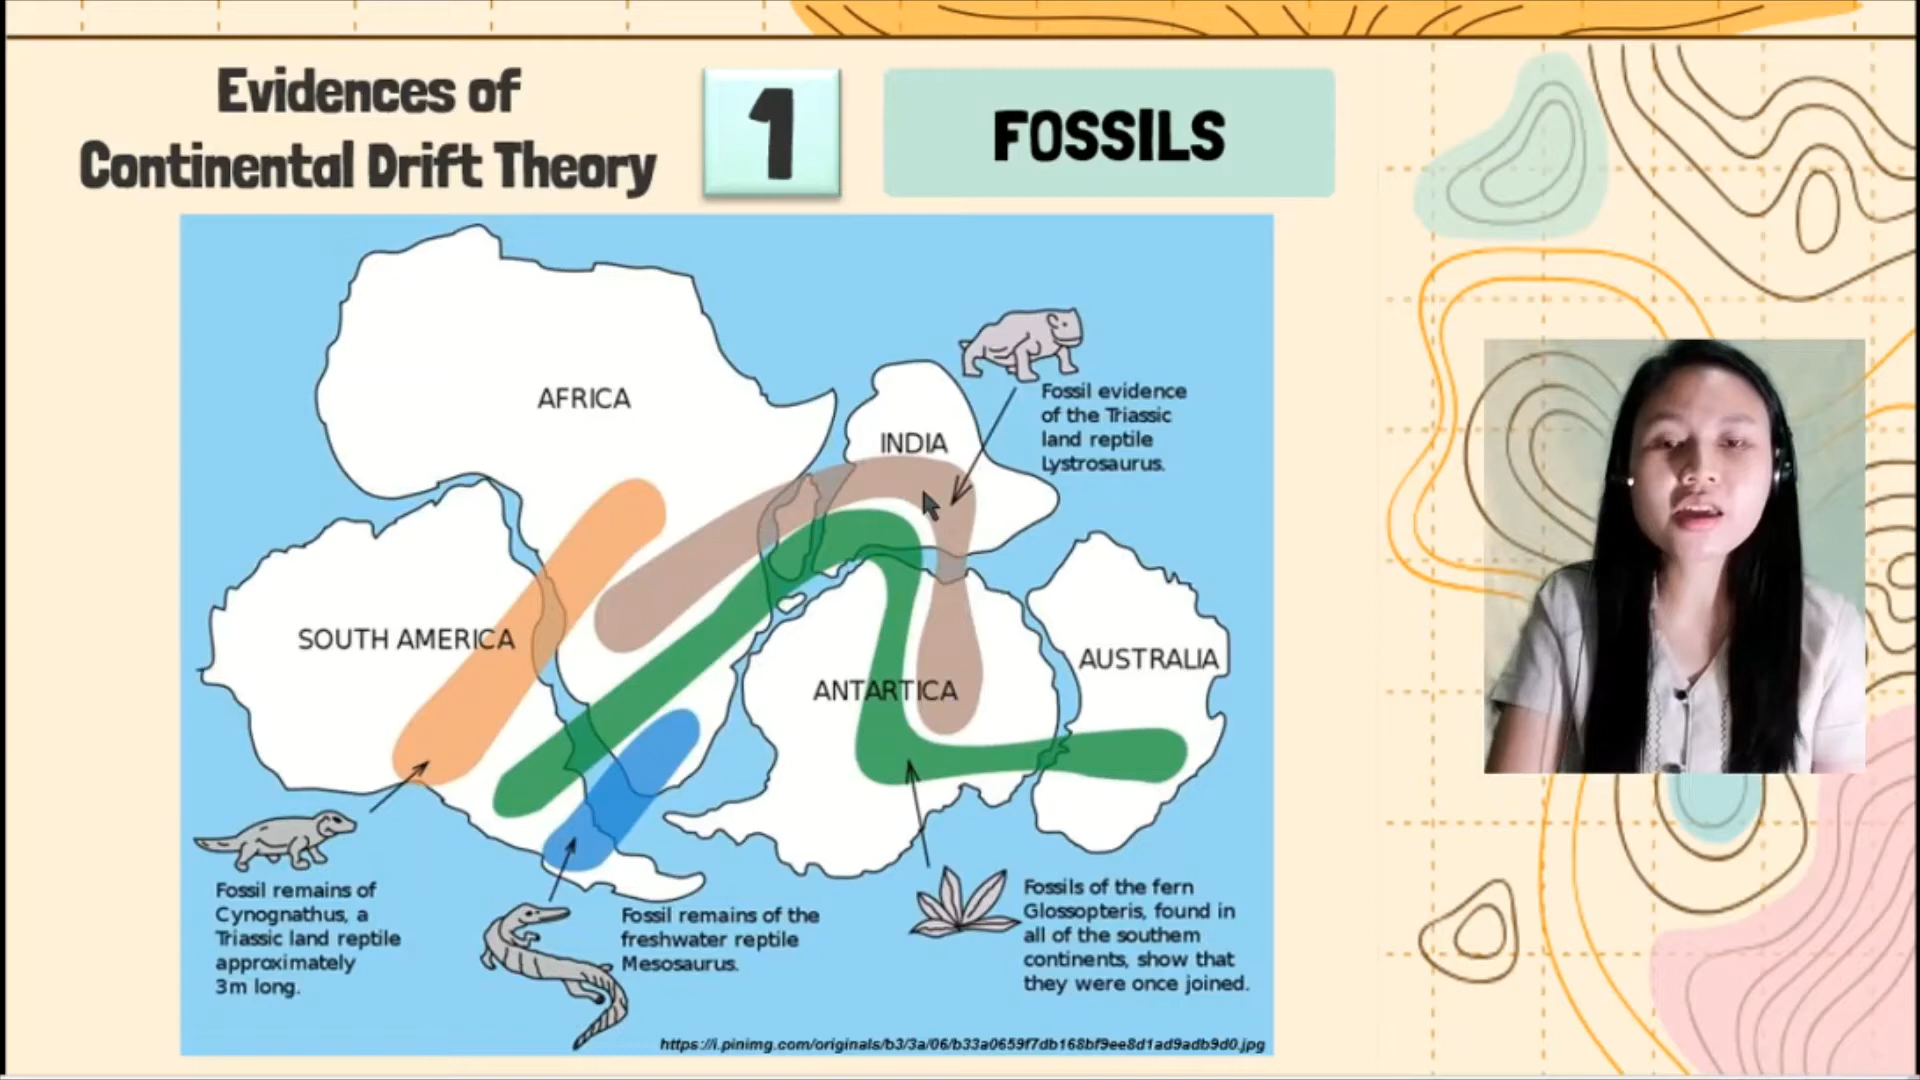 Evidences of
Continental Drift Theory
1
FOSSILS
AFRICA
INDIA
Fossil evidence
of the Triassic
land reptile
Lystrosaurus.
SOUTH AMERICA
ANTARTICA
AUSTRALIA
Fossil remains of
Cynognathus, a
Triassic land reptile
approximately
3m long.
Fossil remains of the
freshwater reptile
Mesosaurus.
Fossils of the fern
Glossopteris, found in
all of the southern
continents, show that
they were once joined.
https://i.pinimg.com/originals/b3/3a/06/b33a0659f7db168bf9ee8d1ad9adb9d0.jpg